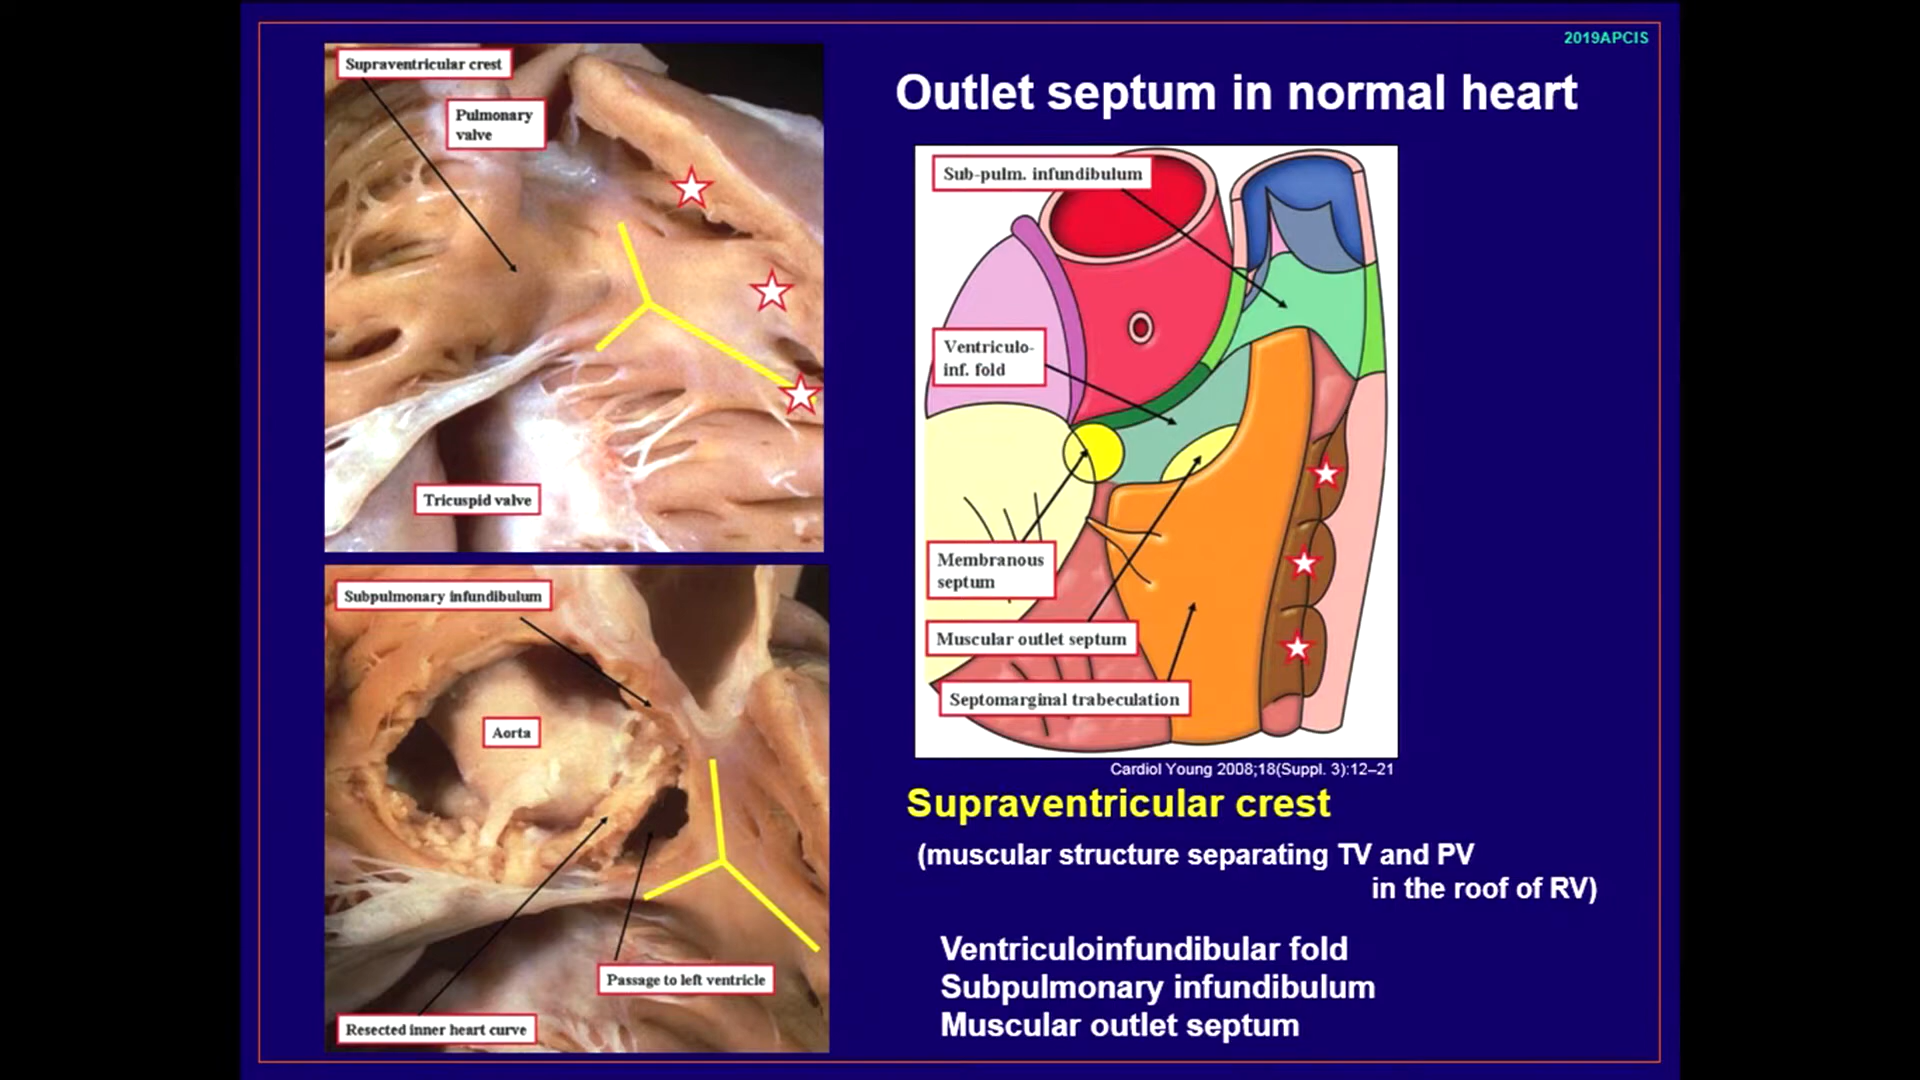 2019APCIS
Outlet septum in normal heart
Supraventricular crest
Pulmonary
valve
Tricuspid valve
Subpulmonary infundibulum
Aorta
Passage to left ventricle
Resected inner heart curve
Sub-pulm. infundibulum
Ventriculo-
inf. fold
Membranous
septum
Muscular outlet septum
Septomarginal trabeculation
Cardiol Young 2008;18(Suppl. 3):12–21
Supraventricular crest
(muscular structure separating TV and PV
in the roof of RV)
Ventriculoinfundibular fold
Subpulmonary infundibulum
Muscular outlet septum